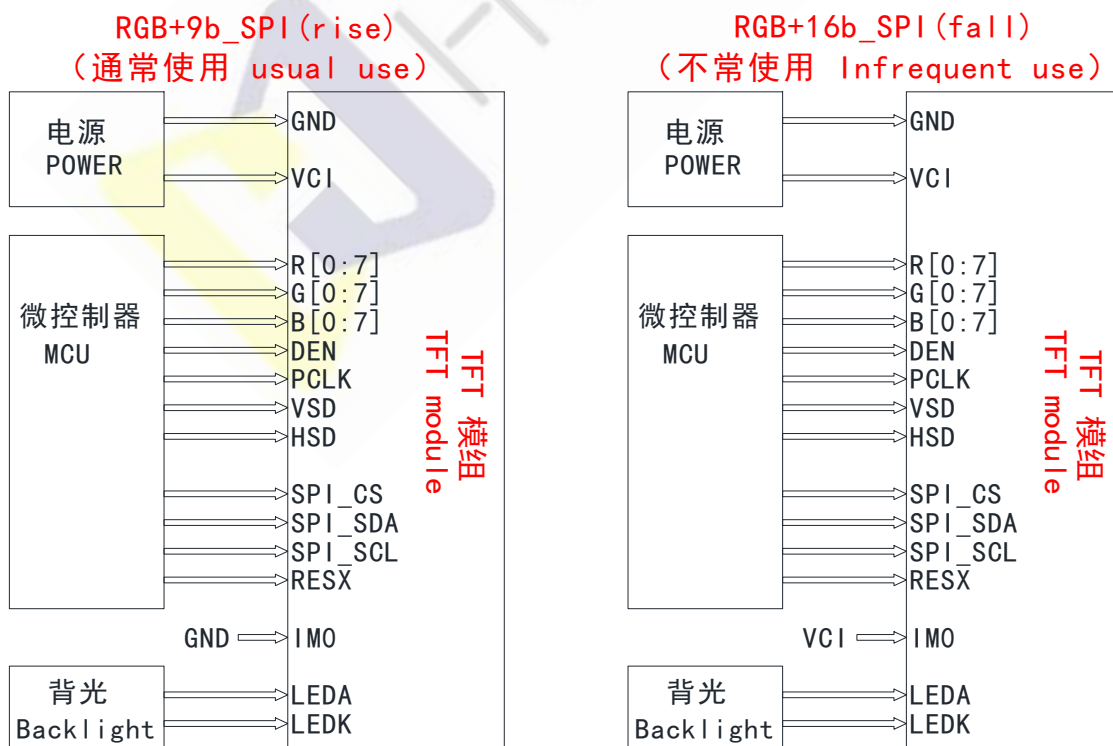 RGB+9b_SPI(rise)
（通常使用 usual use）
电源
POWER
GND
VCI
微控制器
MCU
R[0:7]
G[0:7]
B[0:7]
DEN
PCLK
VSD
HSD
SPI_CS
SPI_SDA
SPI_SCL
RESX
GND
IM0
背光
Backlight
LEDA
LEDK
TFT 模组
TFT module
RGB+16b_SPI(fall)
（不常使用 Infrequent use）
电源
POWER
GND
VCI
微控制器
MCU
R[0:7]
G[0:7]
B[0:7]
DEN
PCLK
VSD
HSD
SPI_CS
SPI_SDA
SPI_SCL
RESX
VCI
IM0
背光
Backlight
LEDA
LEDK
TFT 模组
TFT module